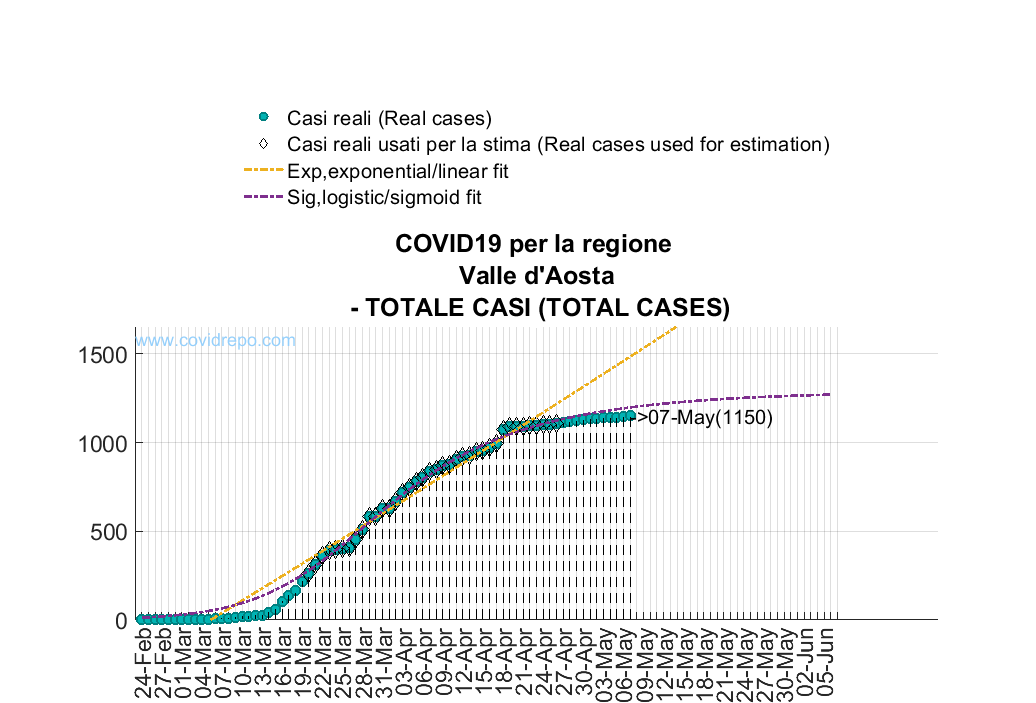 Casi reali (Real cases)
Casi reali usati per la stima (Real cases used for estimation)
Exp,exponential/linear fit
Sig,logistic/sigmoid fit
COVID19 per la regione
Valle d'Aosta
- TOTALE CASI (TOTAL CASES)
www.covidrepo.com
1500
1000
500
0
->07-May(1150)
24-Feb
27-Feb
01-Mar
04-Mar
07-Mar
10-Mar
13-Mar
16-Mar
19-Mar
22-Mar
25-Mar
28-Mar
31-Mar
03-Apr
06-Apr
09-Apr
12-Apr
15-Apr
18-Apr
21-Apr
24-Apr
27-Apr
30-Apr
03-May
06-May
09-May
12-May
15-May
18-May
21-May
24-May
27-May
30-May
02-Jun
05-Jun